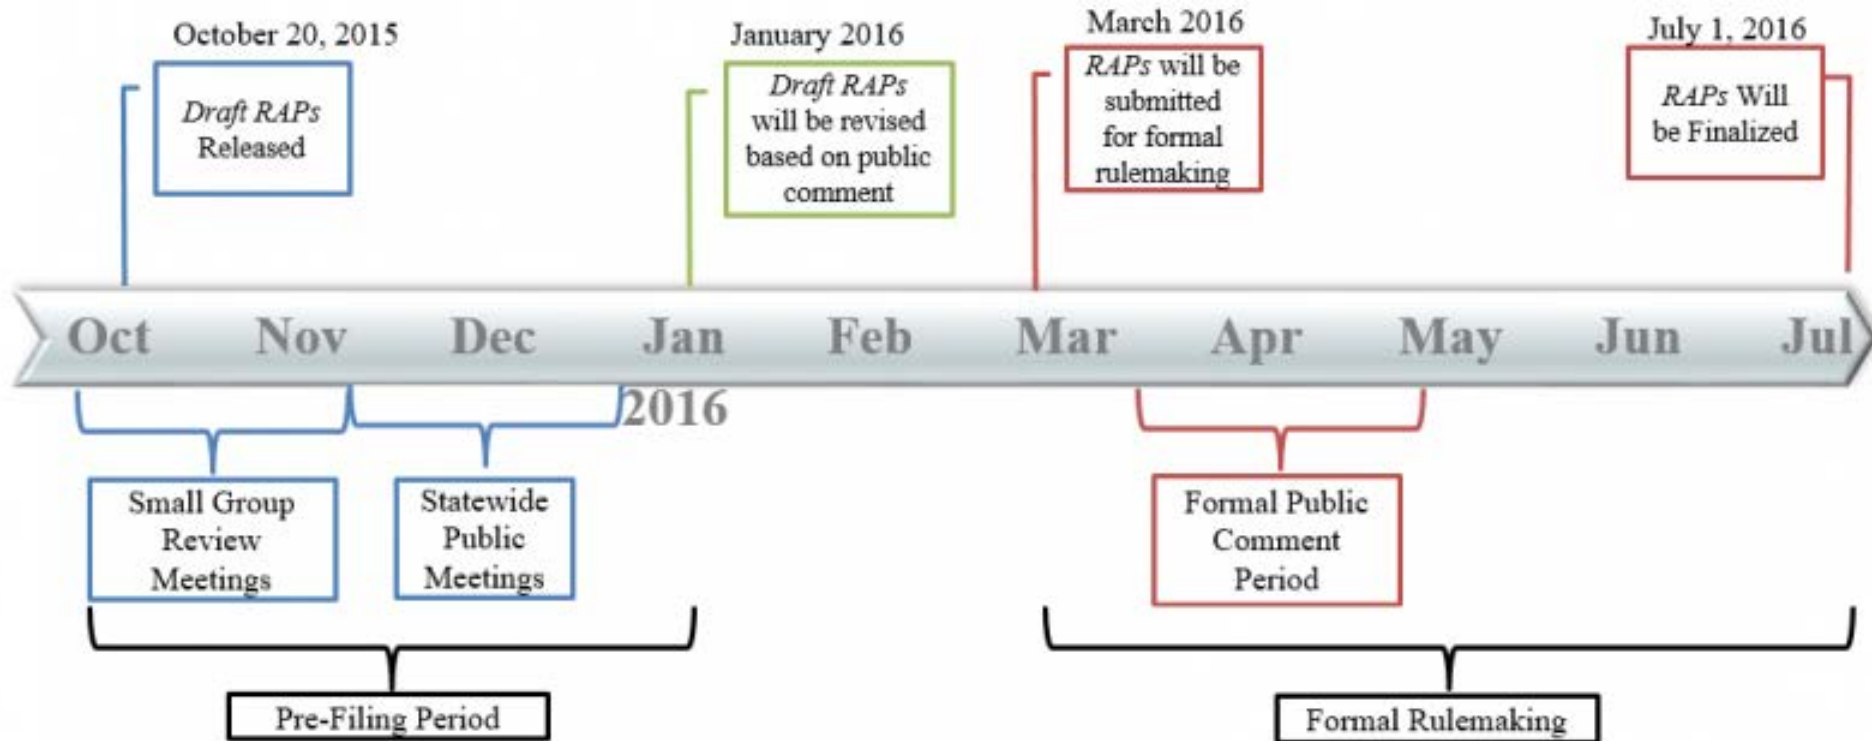 October 20, 2015
Draft RAPs
Released
January 2016
Draft RAPs
will be revised
based on public
comment
March 2016
RAPs will be
submitted
for formal
rulemaking
July 1, 2016
RAPs Will
be Finalized
Oct Nov Dec Jan Feb Mar Apr May Jun Jul
2016
Small Group
Review
Meetings
Statewide
Public
Meetings
Formal Public
Comment
Period
Pre-Filing Period
Formal Rulemaking